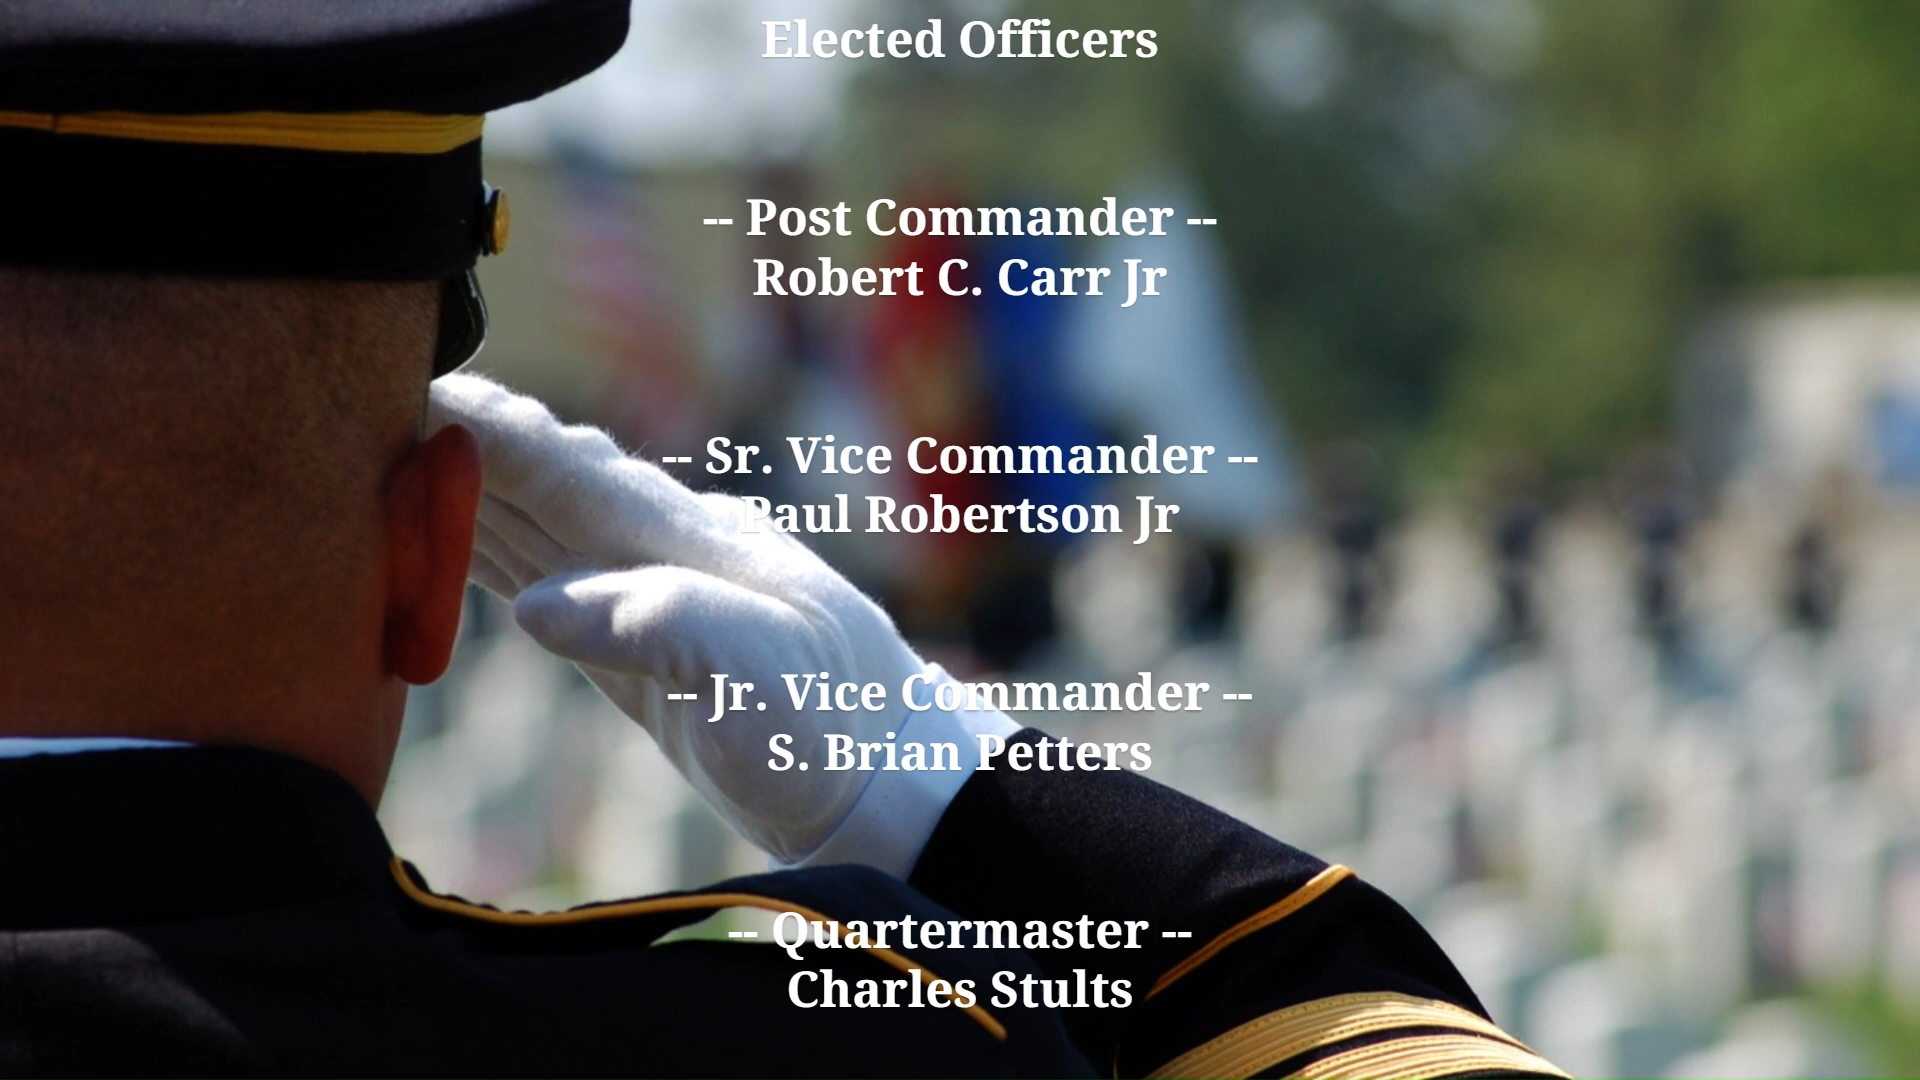 Elected Officers
-- Post Commander --
Robert C. Carr Jr
-- Sr. Vice Commander --
Paul Robertson Jr
-- Jr. Vice Commander --
S. Brian Petters
-- Quartermaster --
Charles Stults